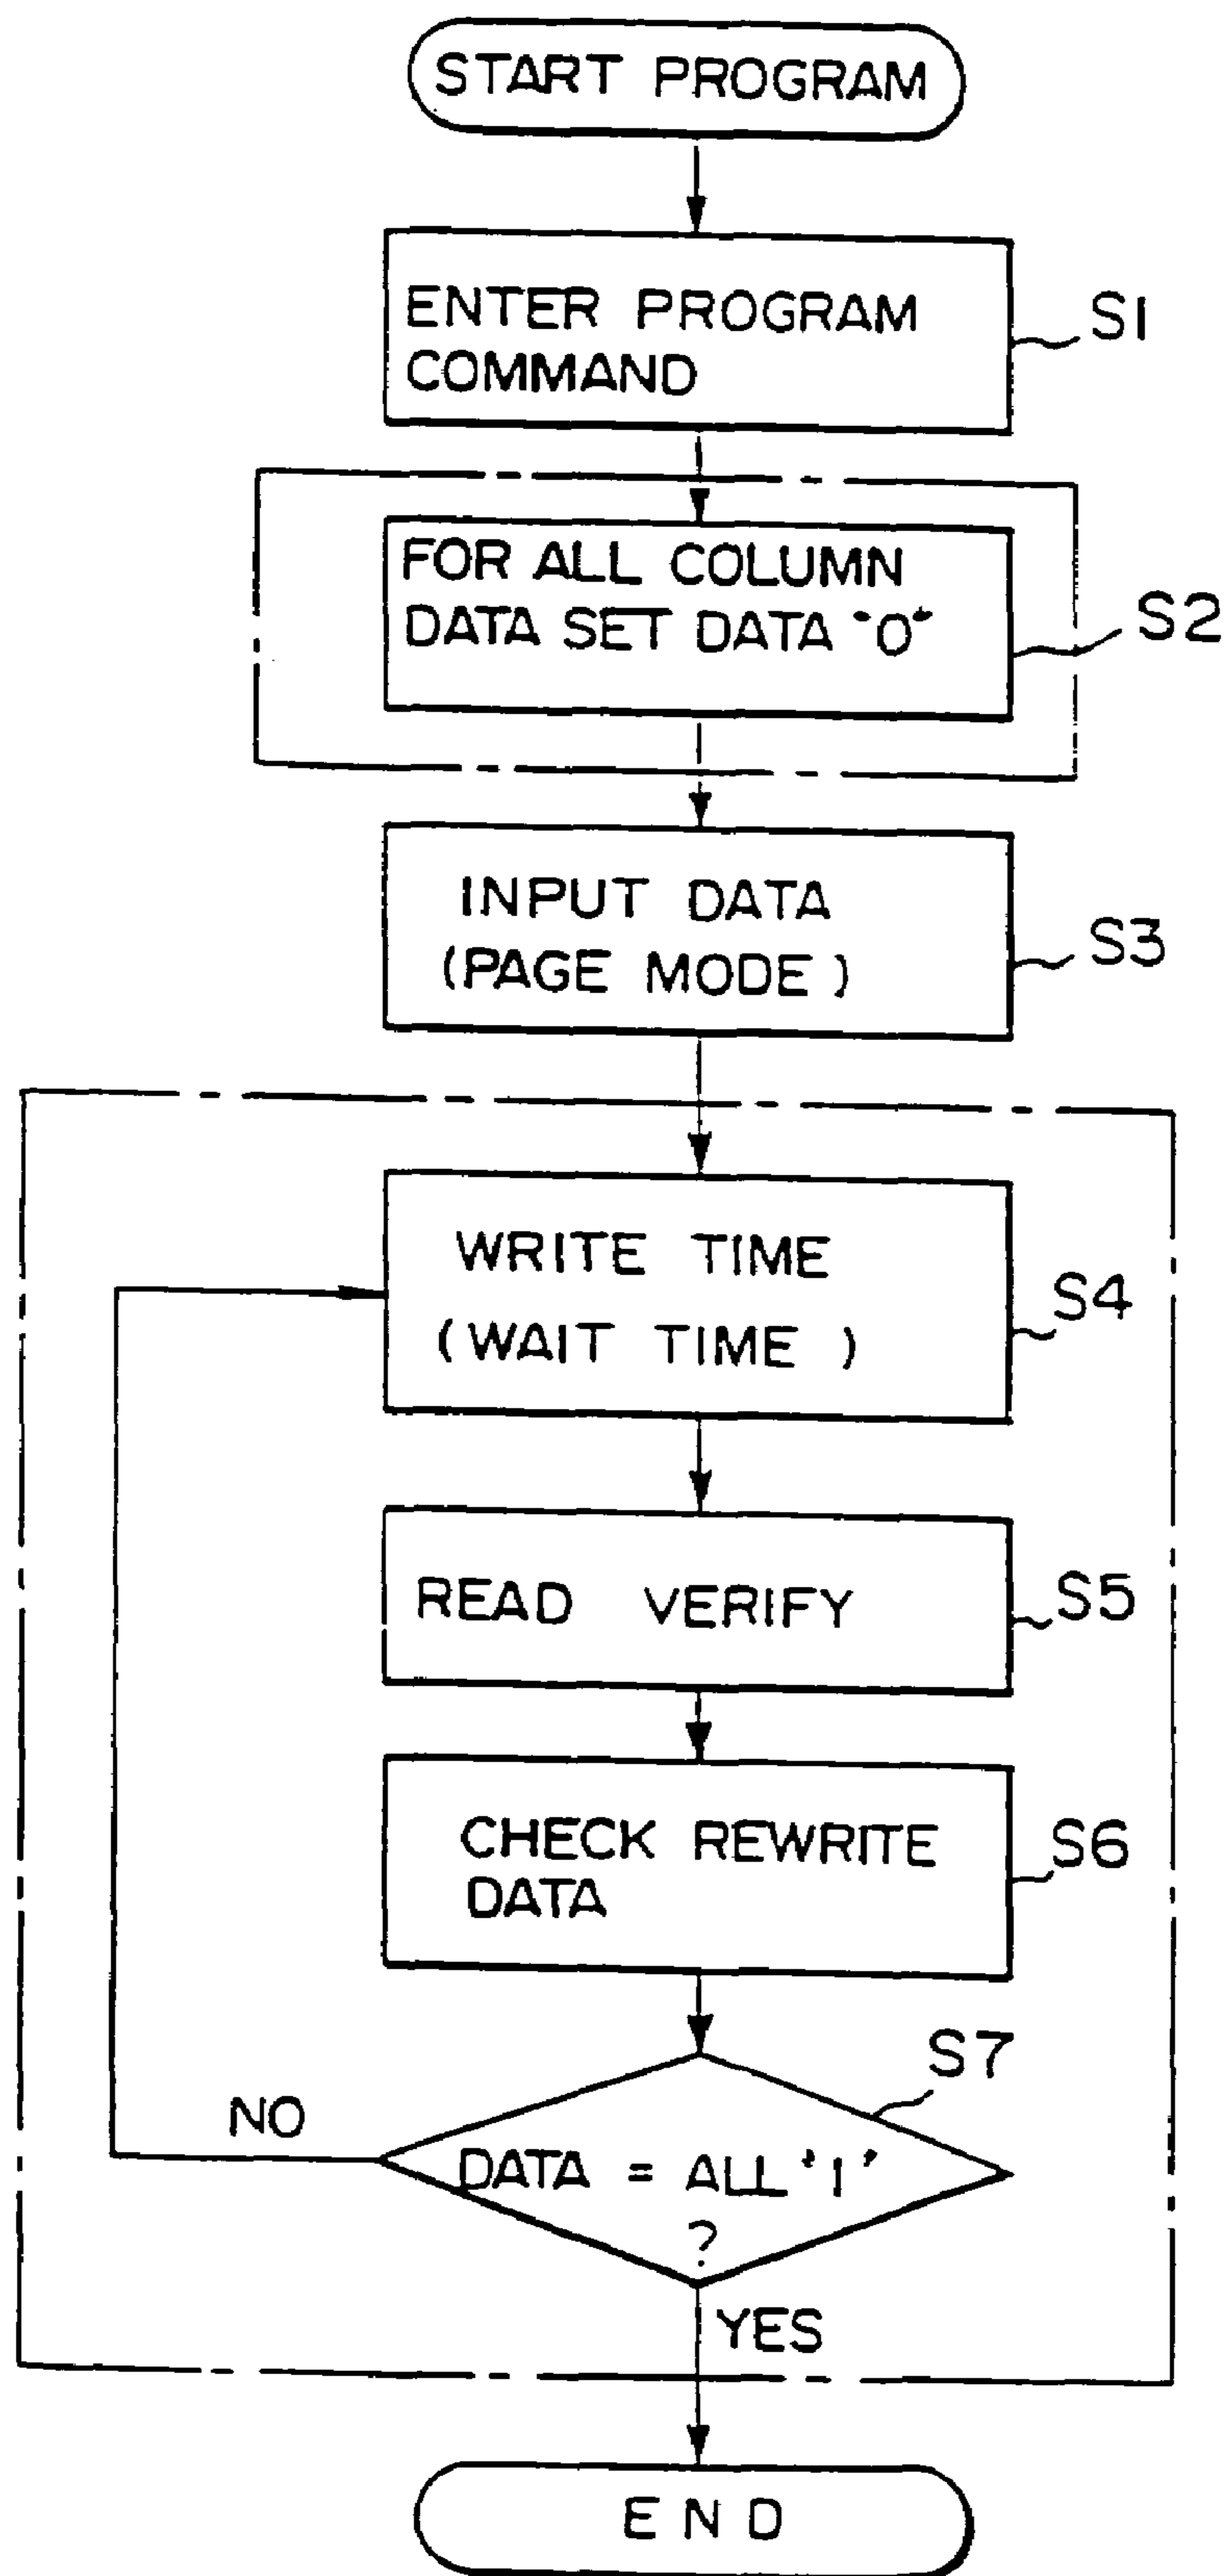 START PROGRAM
ENTER PROGRAM
COMMAND
S1
FOR ALL COLUMN
DATA SET DATA "0"
S2
INPUT DATA
(PAGE MODE)
S3
WRITE TIME
(WAIT TIME)
S4
READ VERIFY
S5
CHECK REWRITE
DATA
S6
S7
NO
DATA = ALL '1'
?
YES
END